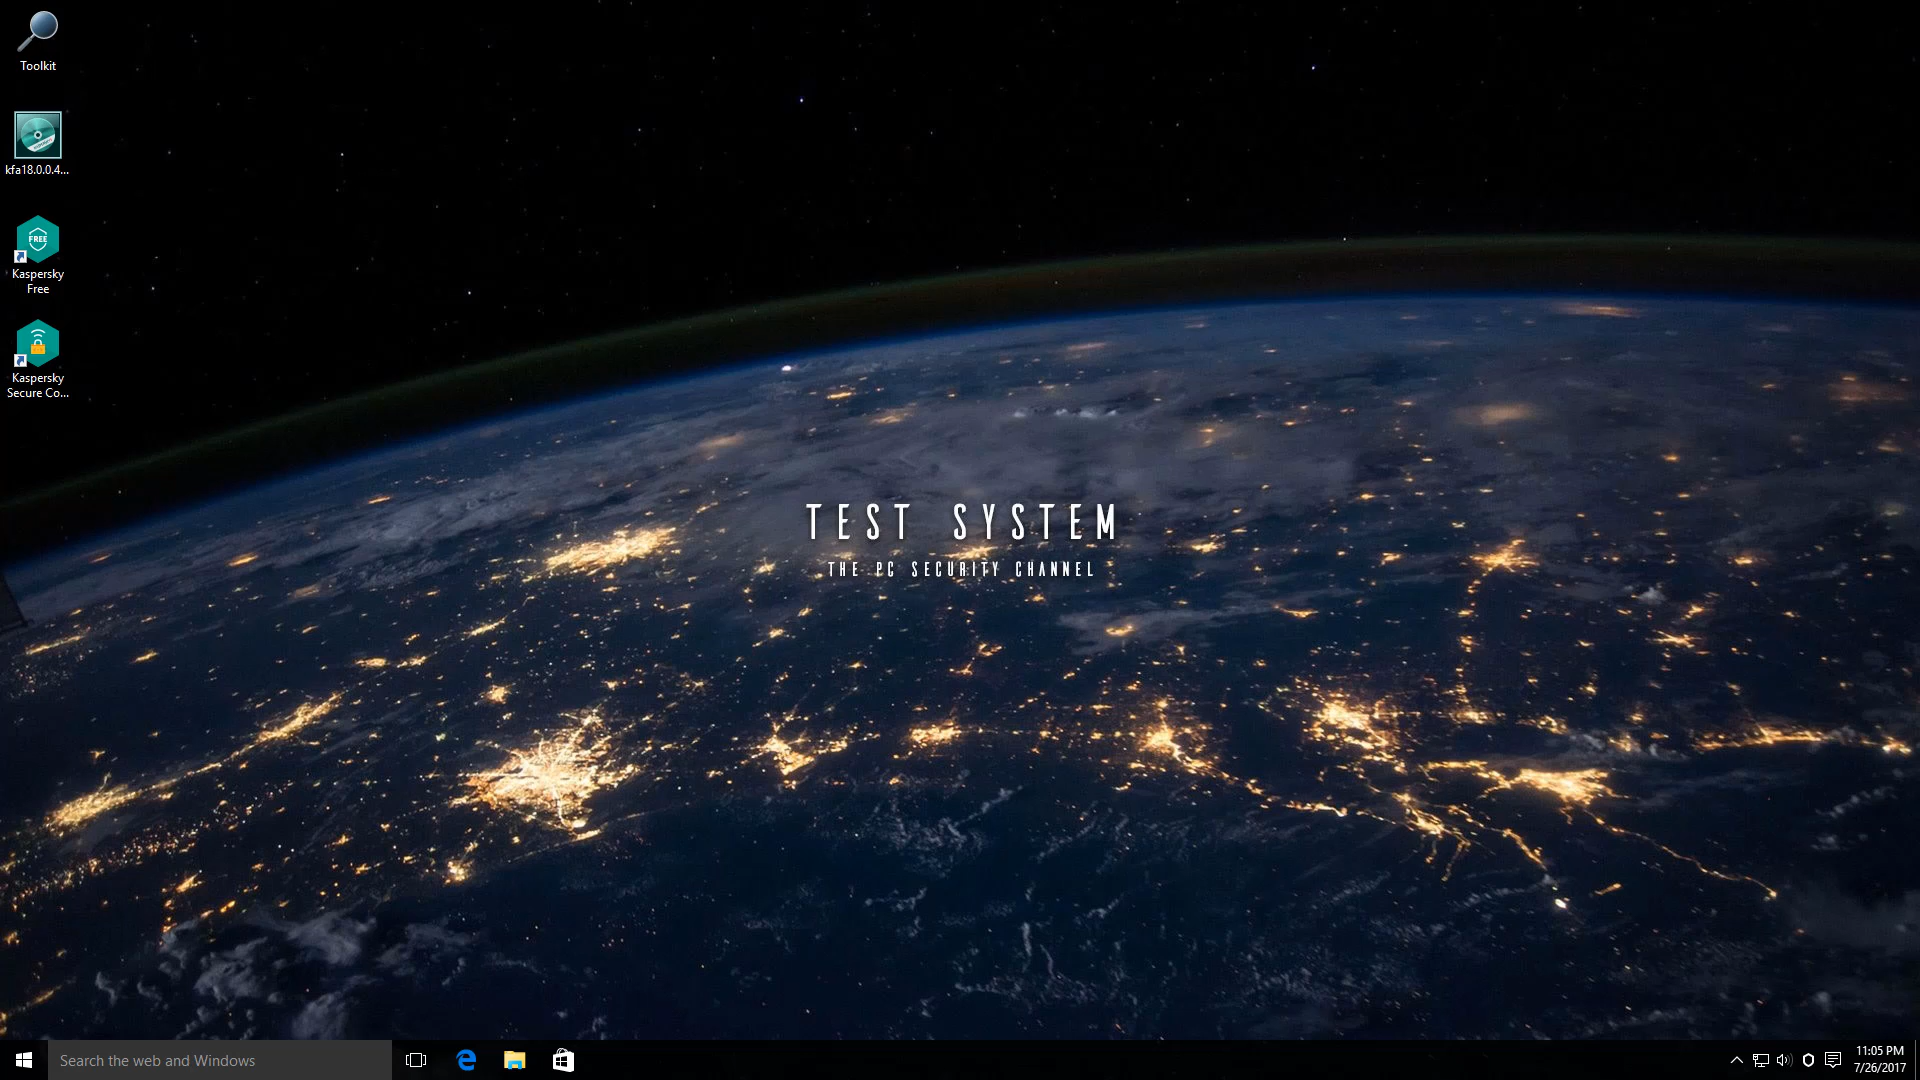 Toolkit
kfa18.0.0.4...
FREE
Kaspersky
Free
Kaspersky
Secure Co...
TEST SYSTEM
THE PC SECURITY CHANNEL
Search the web and Windows
11:05 PM
7/26/2017